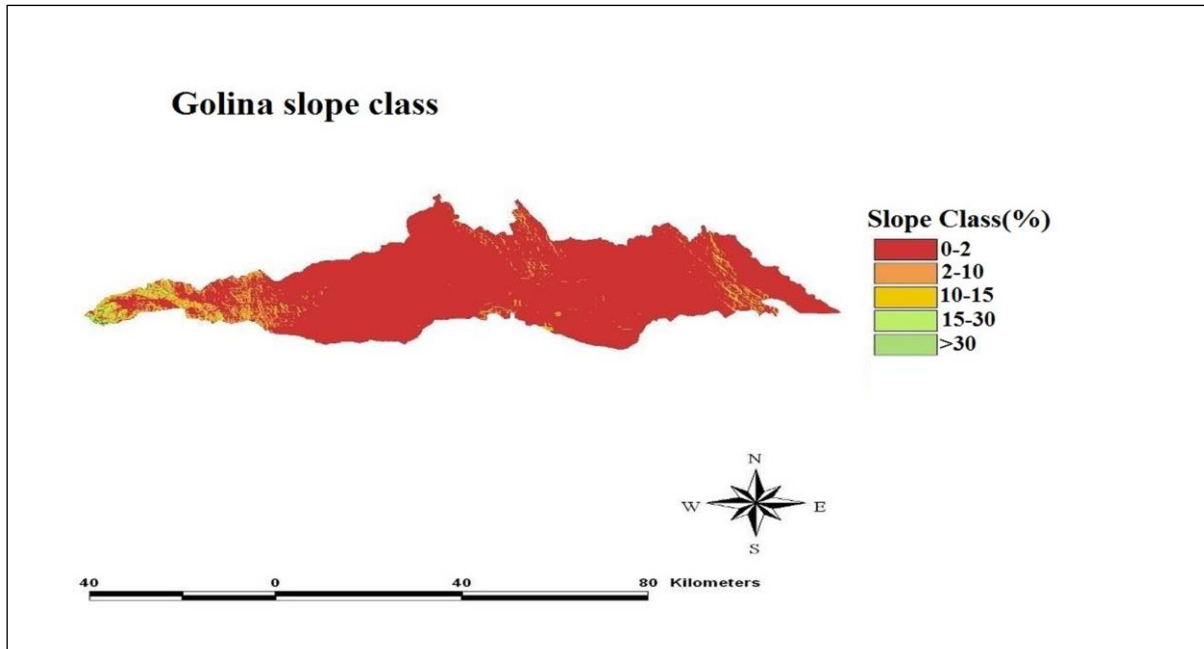 Golina slope class
Slope Class(%)
0-2
2-10
10-15
15-30
>30
N
W E
S
40 0 40 80 Kilometers